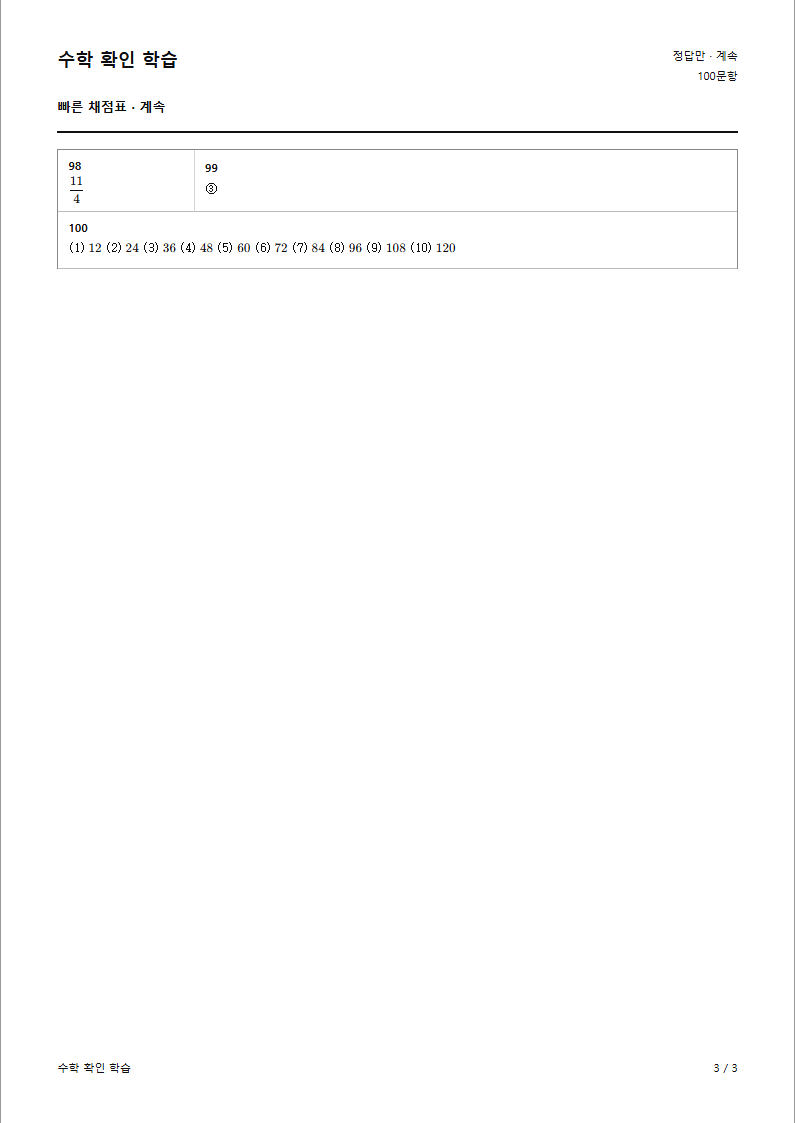 수학 확인 학습
정답만 · 계속
100문항
빠른 채점표 · 계속
98
11/4
99
③
100
(1) 12 (2) 24 (3) 36 (4) 48 (5) 60 (6) 72 (7) 84 (8) 96 (9) 108 (10) 120
수학 확인 학습
3 / 3